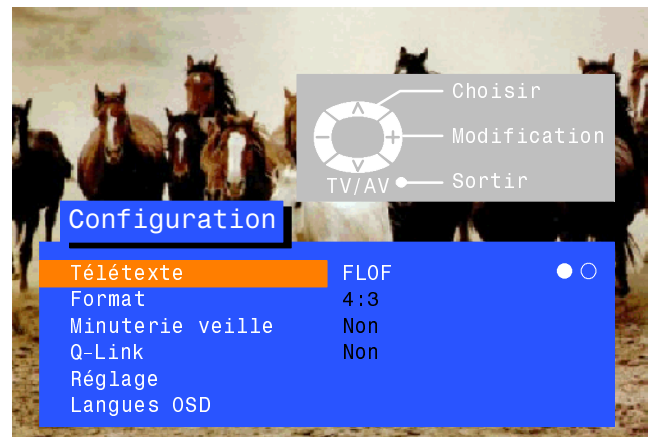 Choisir
Modification
TV/AV Sortir
Configuration
Télétexte FLOF
Format 4:3
Minuterie veille Non
Q-Link Non
Réglage
Langues OSD